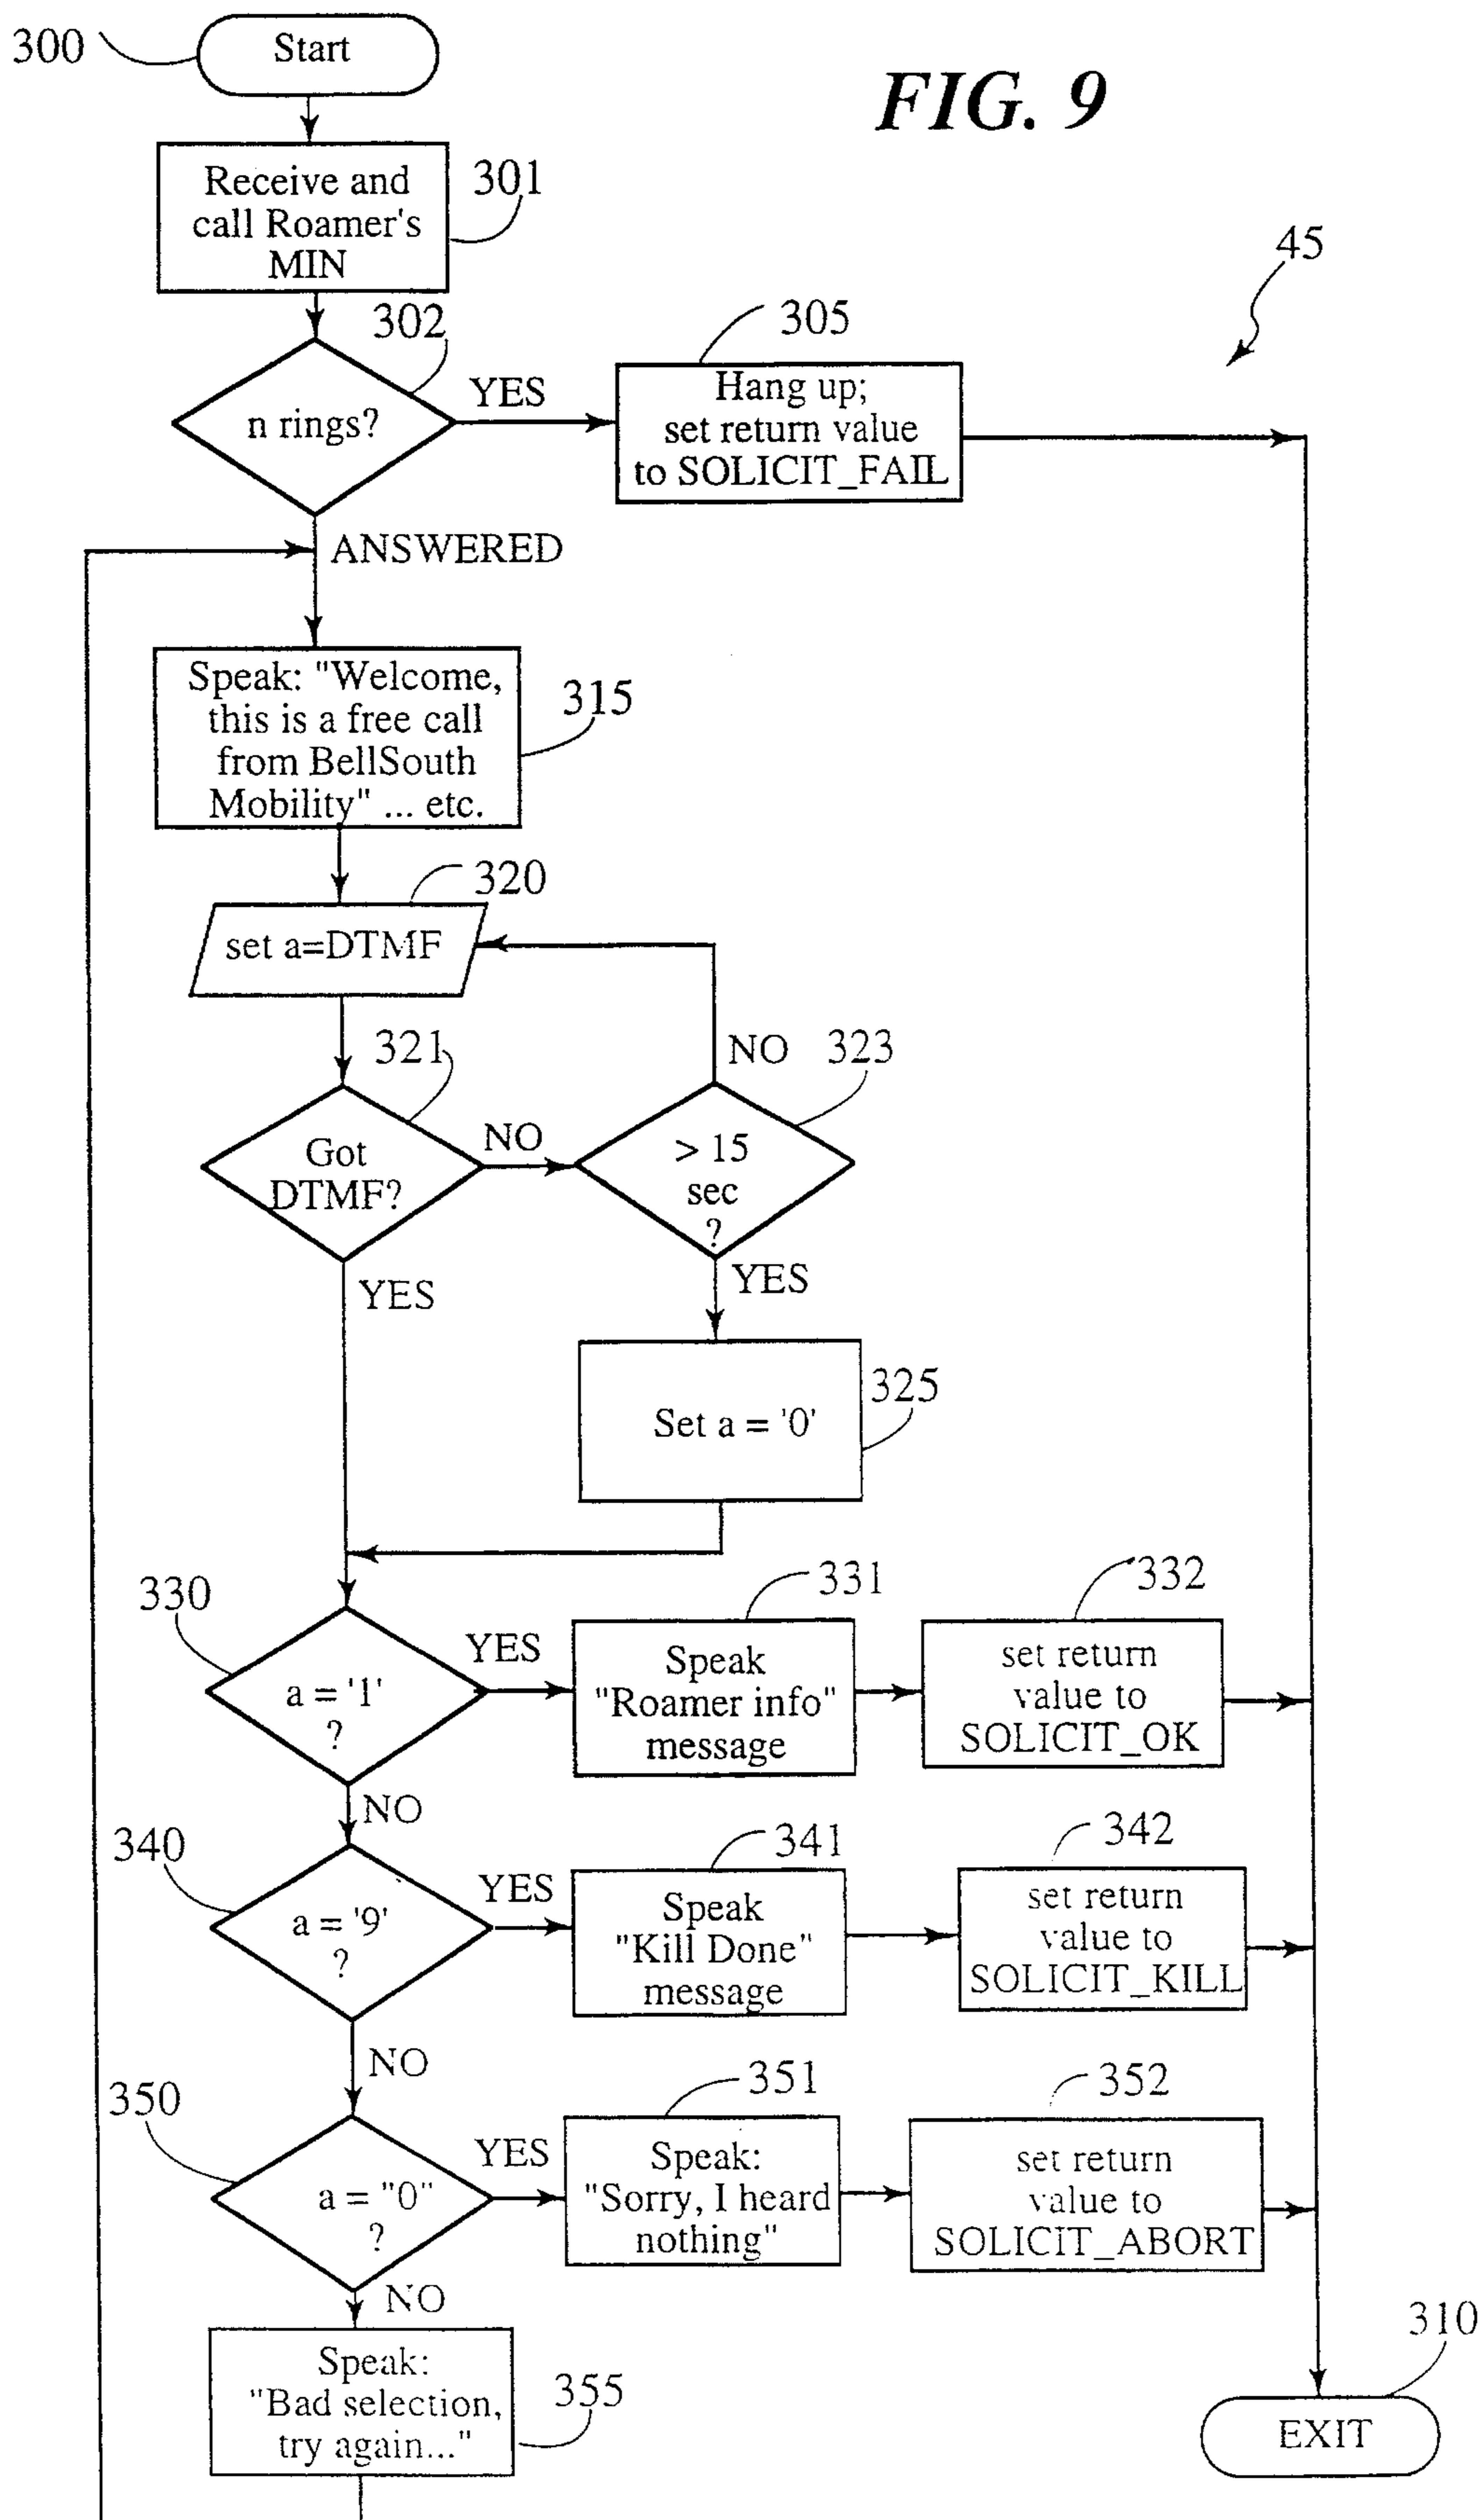 300
Start
FIG. 9
Receive and
call Roamer's
MIN
301
45
302
n rings?
YES
305
Hang up;
set return value
to SOLICIT_FAIL
ANSWERED
Speak: "Welcome,
this is a free call
from BellSouth
Mobility" ... etc.
315
320
set a=DTMF
321
Got
DTMF?
NO
NO
323
> 15
sec
?
YES
YES
Set a = '0'
325
330
a = '1'
?
YES
331
Speak
"Roamer info"
message
332
set return
value to
SOLICIT_OK
NO
340
a = '9'
?
YES
341
Speak
"Kill Done"
message
342
set return
value to
SOLICIT_KILL
NO
350
a = "0"
?
YES
351
Speak:
"Sorry, I heard
nothing"
352
set return
value to
SOLICIT_ABORT
NO
Speak:
"Bad selection,
try again..."
355
310
EXIT